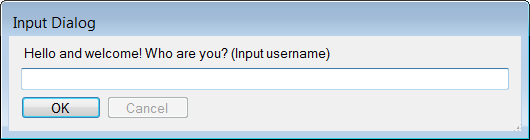 Input Dialog
Hello and welcome! Who are you? (Input username)
OK Cancel